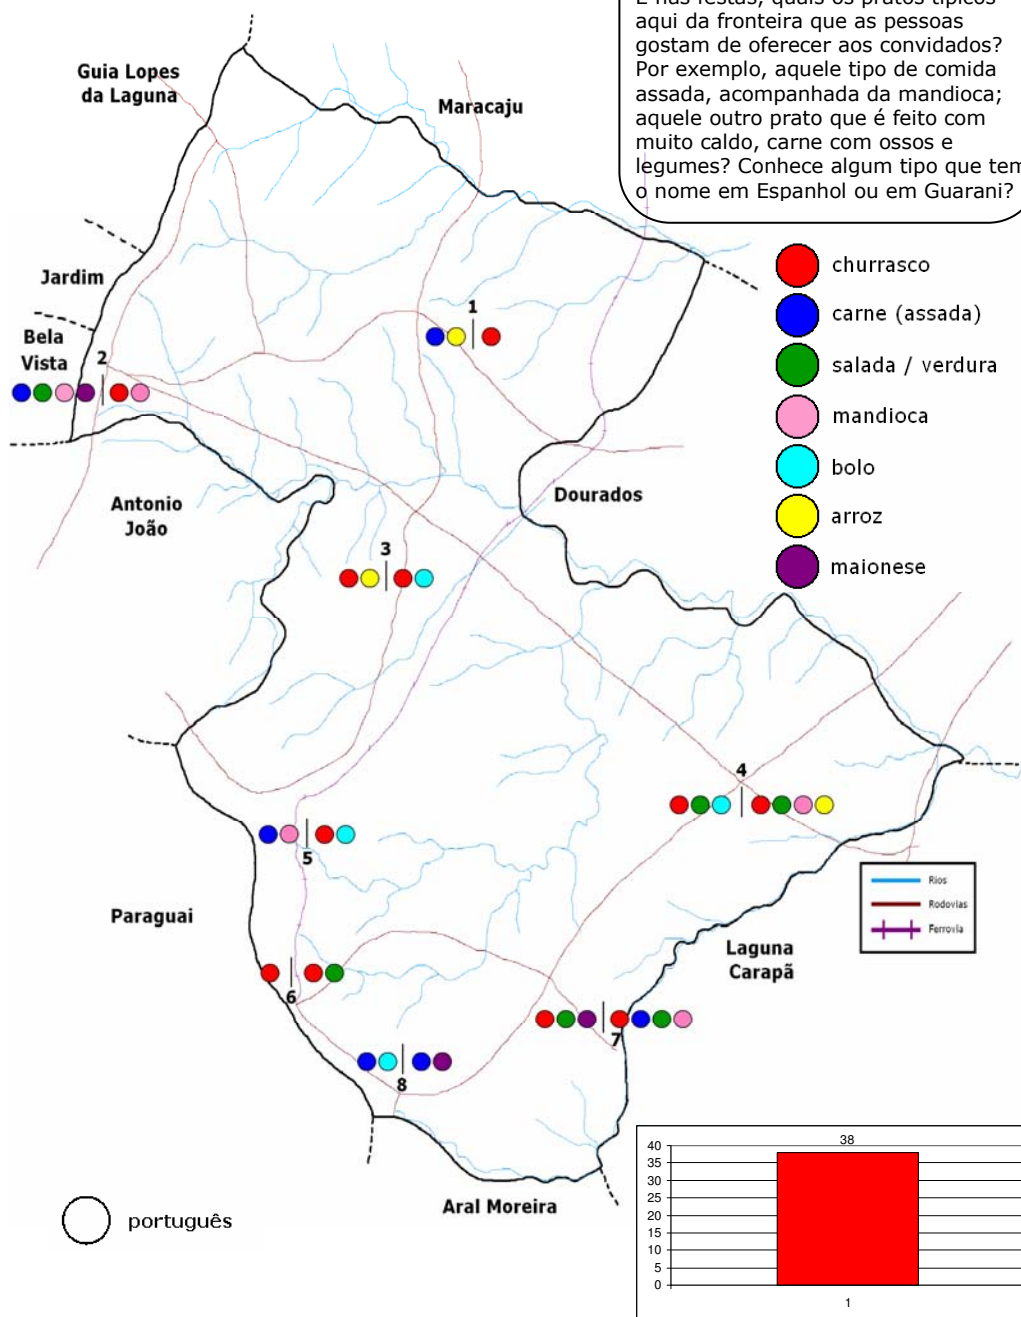 E nas festas, quais os pratos típicos
aqui da fronteira que as pessoas
gostam de oferecer aos convidados?
Por exemplo, aquele tipo de comida
assada, acompanhada da mandioca;
aquele outro prato que é feito com
muito caldo, carne com ossos e
legumes? Conhece algum tipo que tem
o nome em Espanhol ou em Guarani?
Guia Lopes
da Laguna
Maracaju
Jardim
Bela
Vista
2
1
churrasco
carne (assada)
salada / verdura
mandioca
bolo
arroz
maionese
Antonio
João
Dourados
3
4
5
Paraguai
Rios
Rodovias
Ferrovia
Laguna
Carapã
6
7
8
Aral Moreira
português
38
40
35
30
25
20
15
10
5
0
1